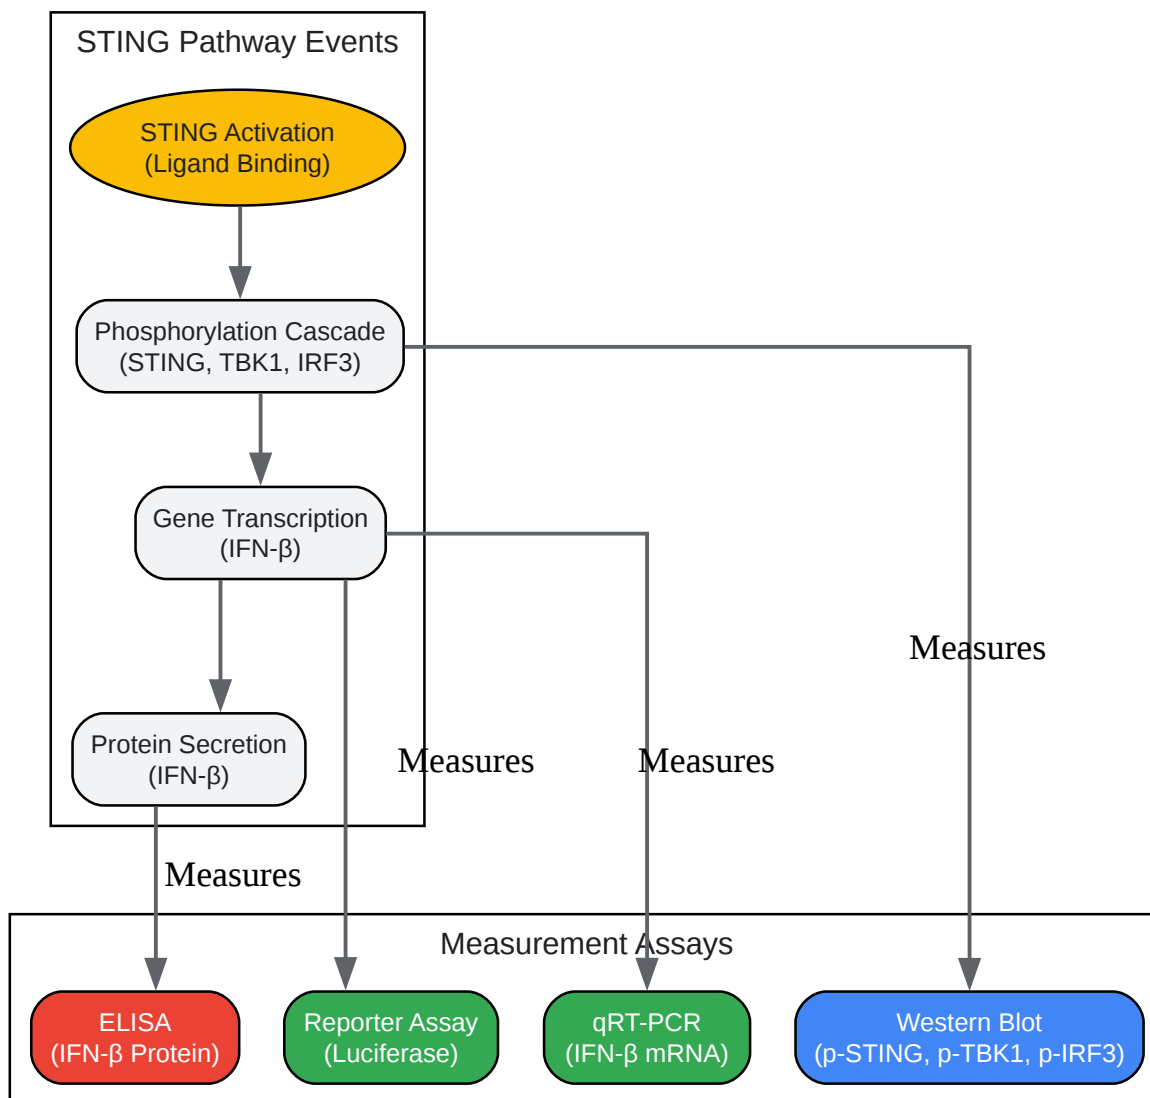 STING Pathway Events
STING Activation
(Ligand Binding)
Phosphorylation Cascade
(STING, TBK1, IRF3)
Gene Transcription
(IFN-β)
Measures
Protein Secretion
(IFN-β)
Measures
Measures
Measures
Measurement Assays
ELISA
(IFN-β Protein)
Reporter Assay
(Luciferase)
qRT-PCR
(IFN-β mRNA)
Western Blot
(p-STING, p-TBK1, p-IRF3)